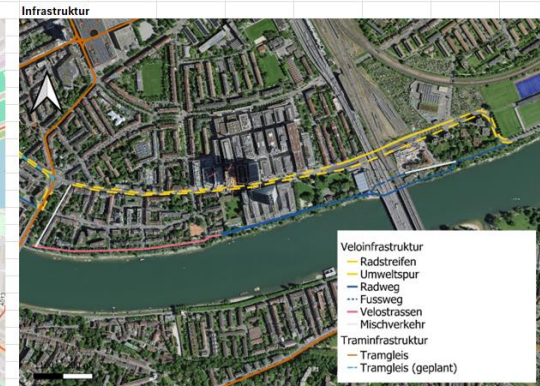 Infrastruktur
Veloinfrastruktur
Radstreifen
Umweltspur
Radweg
Fussweg
Velostrassen
Mischverkehr
Traminfrastruktur
Tramgleis
Tramgleis (geplant)